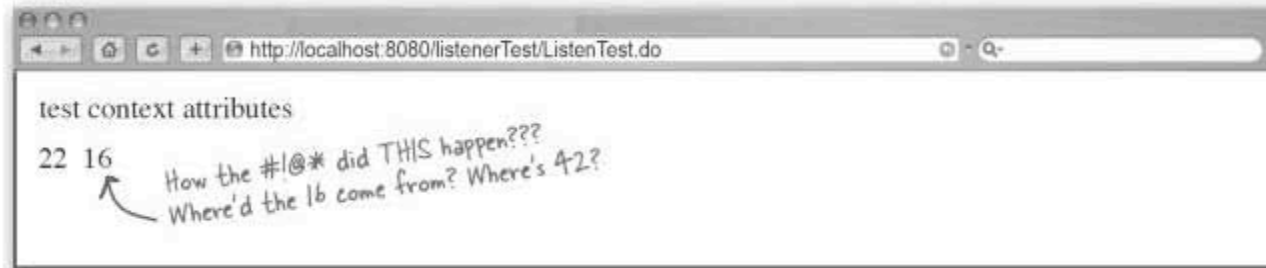 http://localhost:8080/listenerTest/ListenTest.do
test context attributes
22 16
How the #!@* did THIS happen???
Where'd the 16 come from? Where's 42?